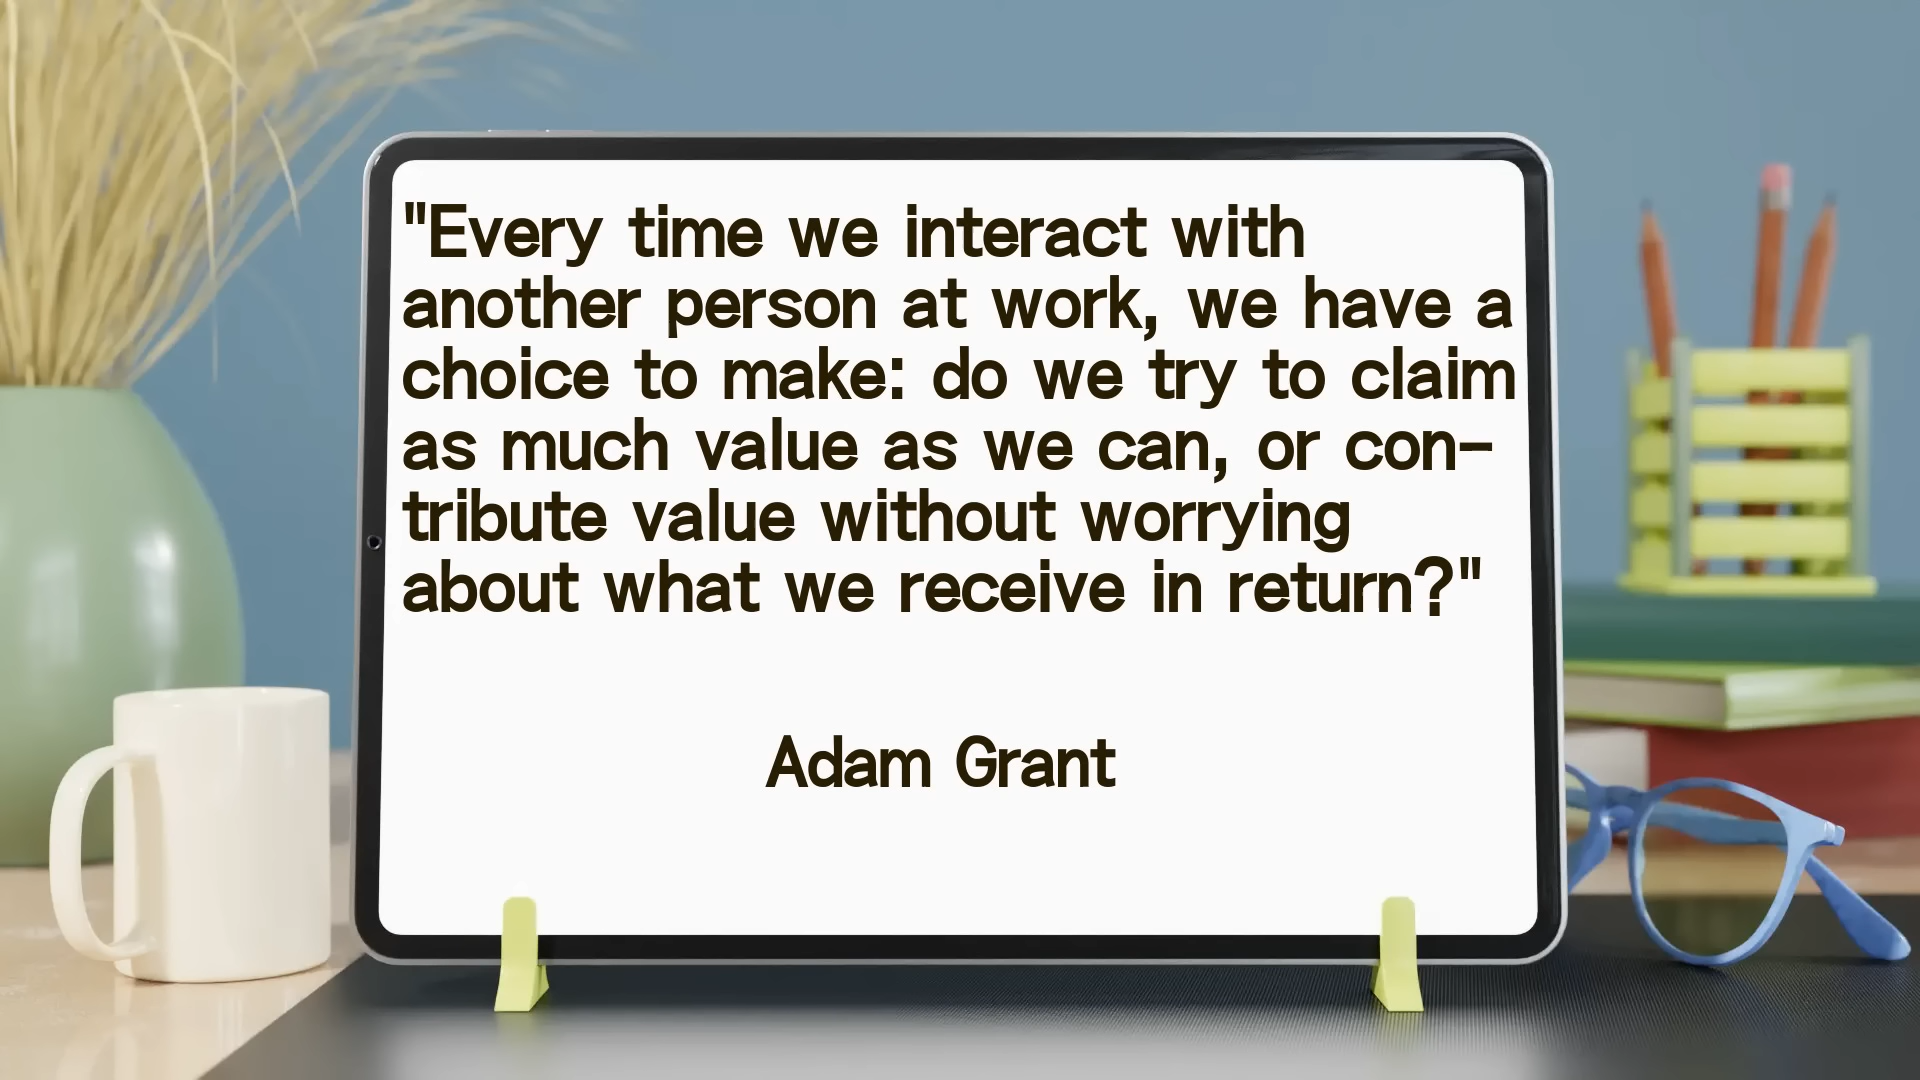 "Every time we interact with
another person at work, we have a
choice to make: do we try to claim
as much value as we can, or con-
tribute value without worrying
about what we receive in return?"
Adam Grant